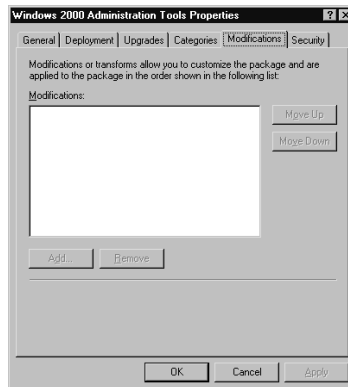 Windows 2000 Administration Tools Properties ? X
General Deployment Upgrades Categories Modifications Security
Modifications or transforms allow you to customize the package and are
applied to the package in the order shown in the following list:
Modifications:
Move Up
Move Down
Add... Remove
OK Cancel Apply